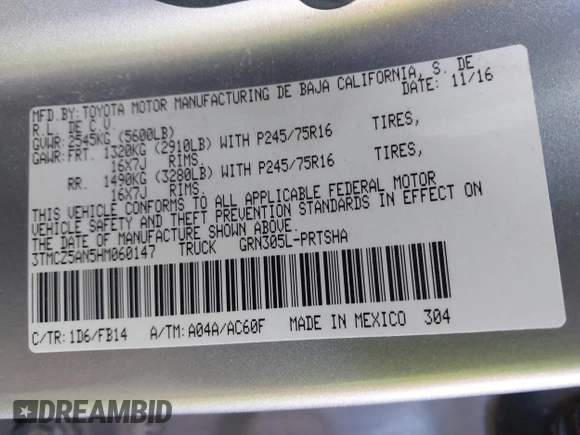 MFD.BY:TOYOTA MOTOR MANUFACTURING DE BAJA CALIFORNIA, S. DE
R.L. DE C.V. DATE: 11/16
GVWR:2545KG (5600LB)
GAWR:FRT. 1320KG (2910LB) WITH P245/75R16 TIRES,
16X7J RIMS.
RR. 1490KG (3280LB) WITH P245/75R16 TIRES,
16X7J RIMS.
THIS VEHICLE CONFORMS TO ALL APPLICABLE FEDERAL MOTOR
VEHICLE SAFETY AND THEFT PREVENTION STANDARDS IN EFFECT ON
THE DATE OF MANUFACTURE SHOWN ABOVE.
3TMCZ5AN5HM060147 TRUCK GRN305L-PRTSHA
C/TR:1D6/FB14 A/TM:A04A/AC60F MADE IN MEXICO 304
DREAMBID